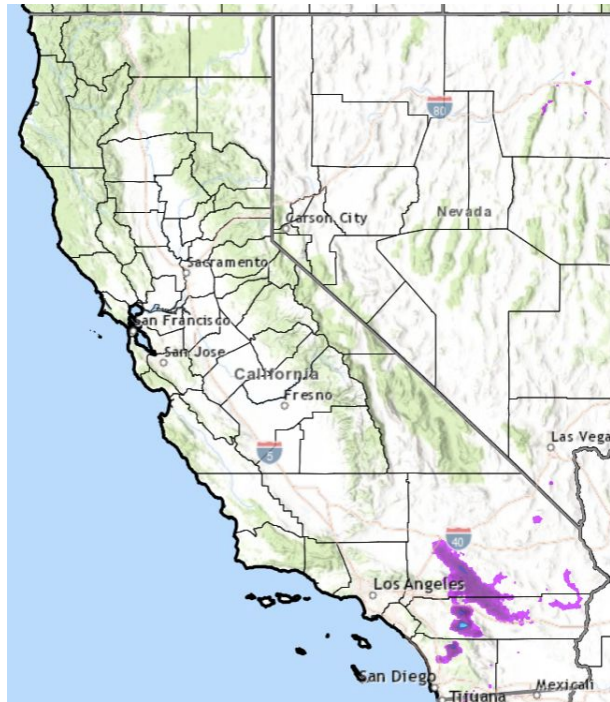 80
Carson City
Nevada
Sacramento
San Francisco
San Jose
California
Fresno
5
Las Vega
40
Los Angeles
San Diego
Mexicali
Tijuana